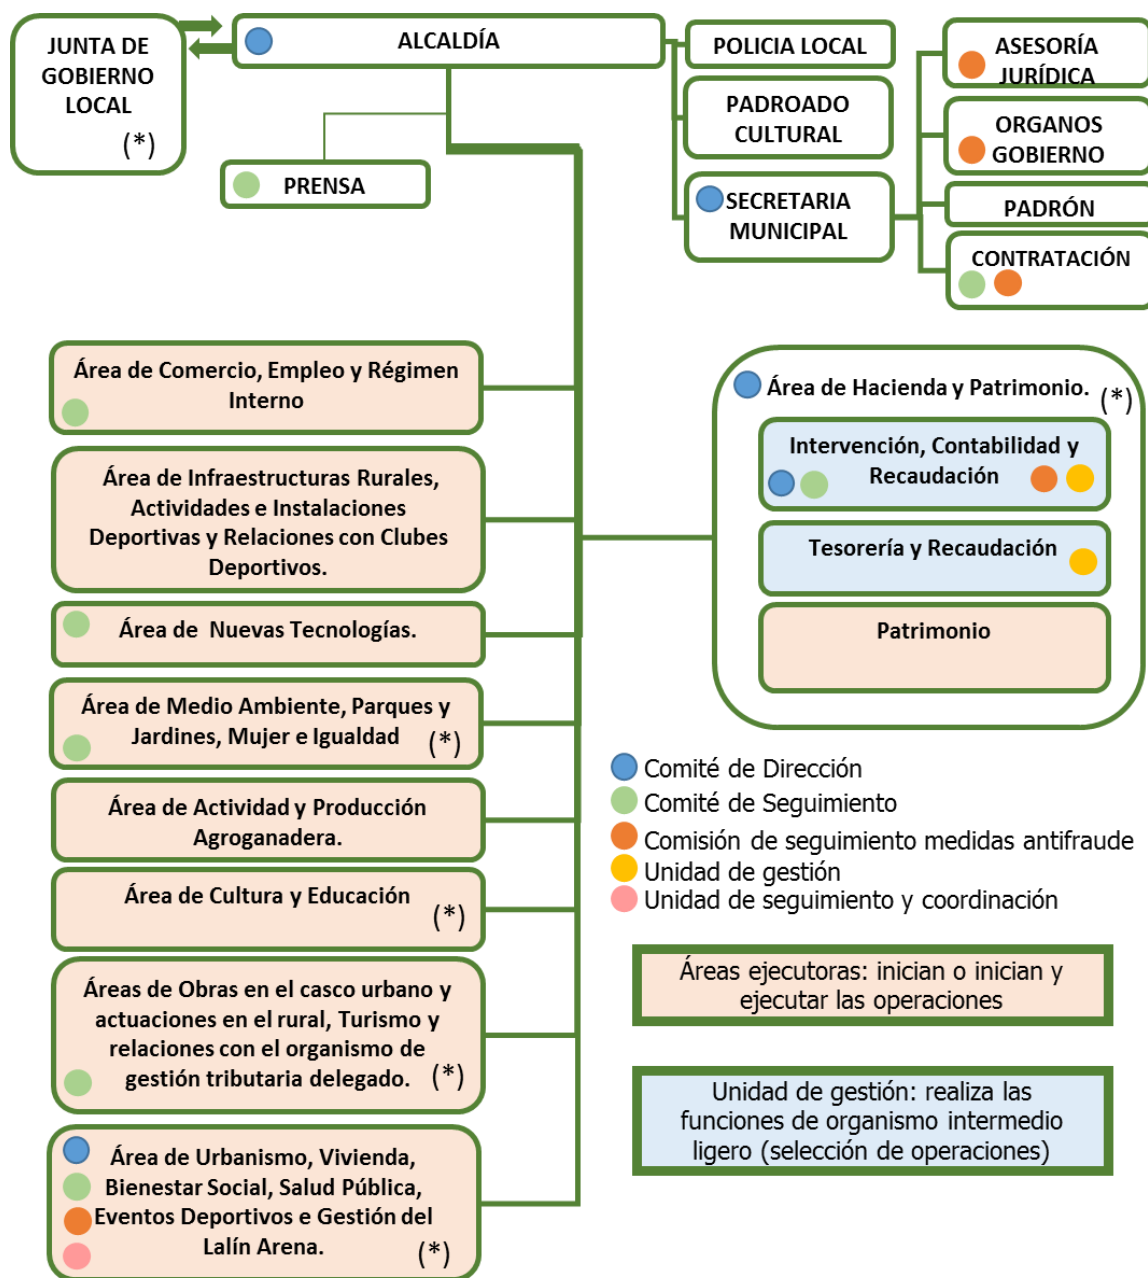 JUNTA DE
GOBIERNO
LOCAL
(*)
ALCALDÍA
PRENSA
POLICIA LOCAL
PADROADO
CULTURAL
SECRETARIA
MUNICIPAL
ASESORÍA
JURÍDICA
ORGANOS
GOBIERNO
PADRÓN
CONTRATACIÓN
Área de Comercio, Empleo y Régimen
Interno
Área de Infraestructuras Rurales,
Actividades e Instalaciones
Deportivas y Relaciones con Clubes
Deportivos.
Área de Nuevas Tecnologías.
Área de Medio Ambiente, Parques y
Jardines, Mujer e Igualdad
(*)
Área de Actividad y Producción
Agroganadera.
Área de Cultura y Educación
(*)
Áreas de Obras en el casco urbano y
actuaciones en el rural, Turismo y
relaciones con el organismo de
gestión tributaria delegado.
(*)
Área de Urbanismo, Vivienda,
Bienestar Social, Salud Pública,
Eventos Deportivos e Gestión del
Lalín Arena.
(*)
Área de Hacienda y Patrimonio.
(*)
Intervención, Contabilidad y
Recaudación
Tesorería y Recaudación
Patrimonio
Comité de Dirección
Comité de Seguimiento
Comisión de seguimiento medidas antifraude
Unidad de gestión
Unidad de seguimiento y coordinación
Áreas ejecutoras: inician o inician y
ejecutar las operaciones
Unidad de gestión: realiza las
funciones de organismo intermedio
ligero (selección de operaciones)